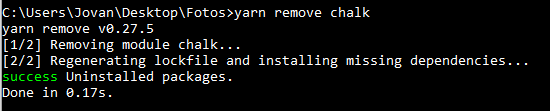 C:\Users\Jovan\Desktop\Fotos>yarn remove chalk
yarn remove v0.27.5
[1/2] Removing module chalk...
[2/2] Regenerating lockfile and installing missing dependencies...
success Uninstalled packages.
Done in 0.17s.